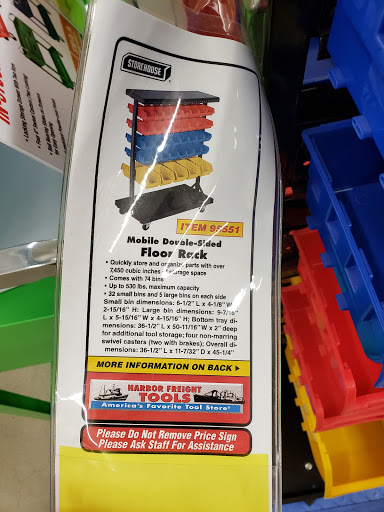 STOREHOUSE
ITEM 95551
Mobile Double-Sided
Floor Rack
• Quickly store and organize parts with over
7,450 cubic inches of storage space
• Comes with 74 bins
• Up to 530 lbs. maximum capacity
• 32 small bins and 5 large bins on each side
Small bin dimensions: 6-1/2" L x 4-1/8" W
2-15/16" H: Large bin dimensions: 9-7/16"
L x 5-15/16" W x 4-15/16" H; Bottom tray di-
mensions: 36-1/2" L x 50-11/16" W x 2" deep
for additional tool storage; four non-marring
swivel casters (two with brakes); Overall di-
mensions: 36-1/2" L x 11-7/32" D x 45-1/4"
MORE INFORMATION ON BACK
HARBOR FREIGHT
TOOLS
America's Favorite Tool Store
Please Do Not Remove Price Sign
Please Ask Staff For Assistance